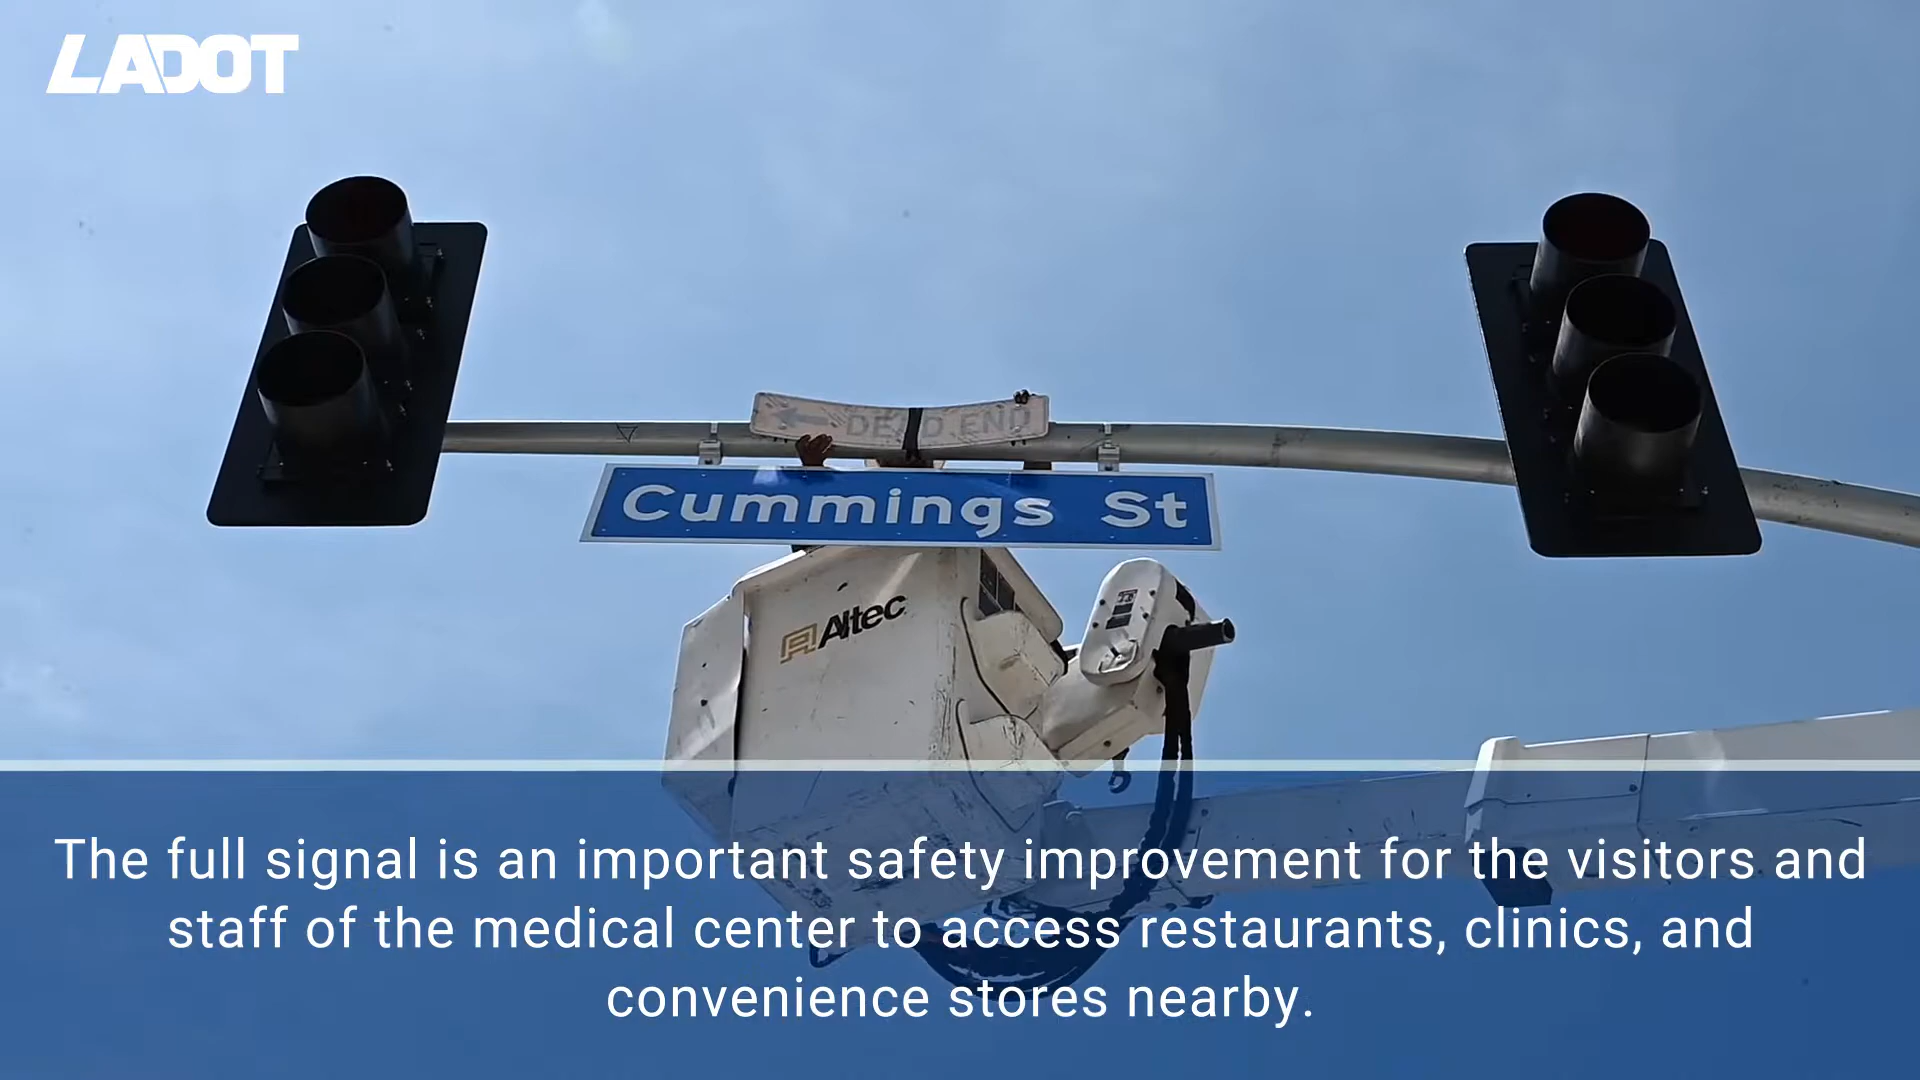 LADOT
DEAD END
Cummings St
Altec
The full signal is an important safety improvement for the visitors and
staff of the medical center to access restaurants, clinics, and
convenience stores nearby.